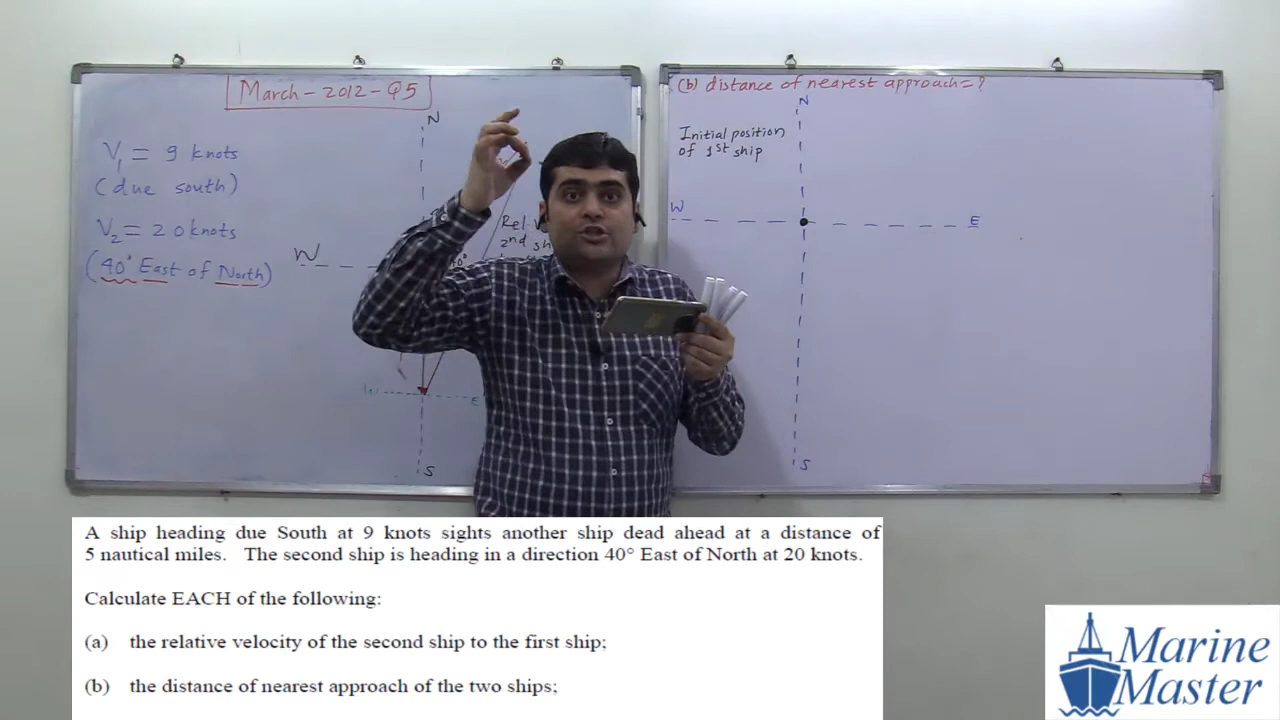 March - 2012 - Q5
N
V1 = 9 knots
(due south)
V2 = 20 knots
(40° East of North)
W
Rel.
2nd
40°
E
S
(b) distance of nearest approach = ?
N
Initial position
of 1st ship
W
E
S
A ship heading due South at 9 knots sights another ship dead ahead at a distance of
5 nautical miles. The second ship is heading in a direction 40° East of North at 20 knots.
Calculate EACH of the following:
(a) the relative velocity of the second ship to the first ship;
(b) the distance of nearest approach of the two ships;
Marine
Master